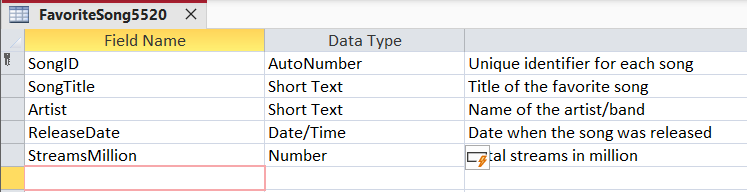 FavoriteSong5520
Field Name Data Type
SongID AutoNumber Unique identifier for each song
SongTitle Short Text Title of the favorite song
Artist Short Text Name of the artist/band
ReleaseDate Date/Time Date when the song was released
StreamsMillion Number tal streams in million